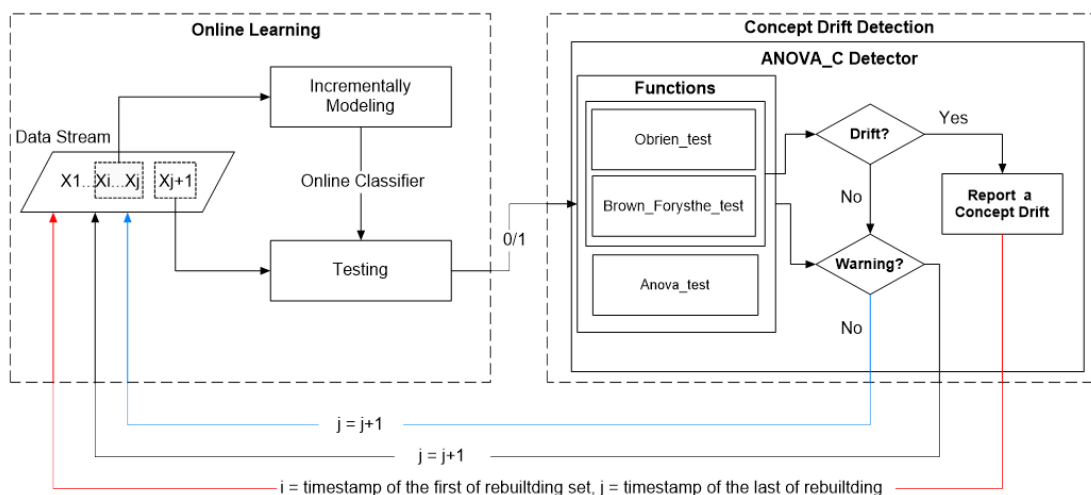 Online Learning
Incrementally
Modeling
Data Stream
X1...Xi...Xj
Xj+1
Online Classifier
Testing
0/1
Concept Drift Detection
ANOVA_C Detector
Functions
Obrien_test
Brown_Forysthe_test
Anova_test
Drift?
Yes
No
Report a
Concept Drift
Warning?
No
j = j+1
j = j+1
i = timestamp of the first of rebuiltding set, j = timestamp of the last of rebuiltding